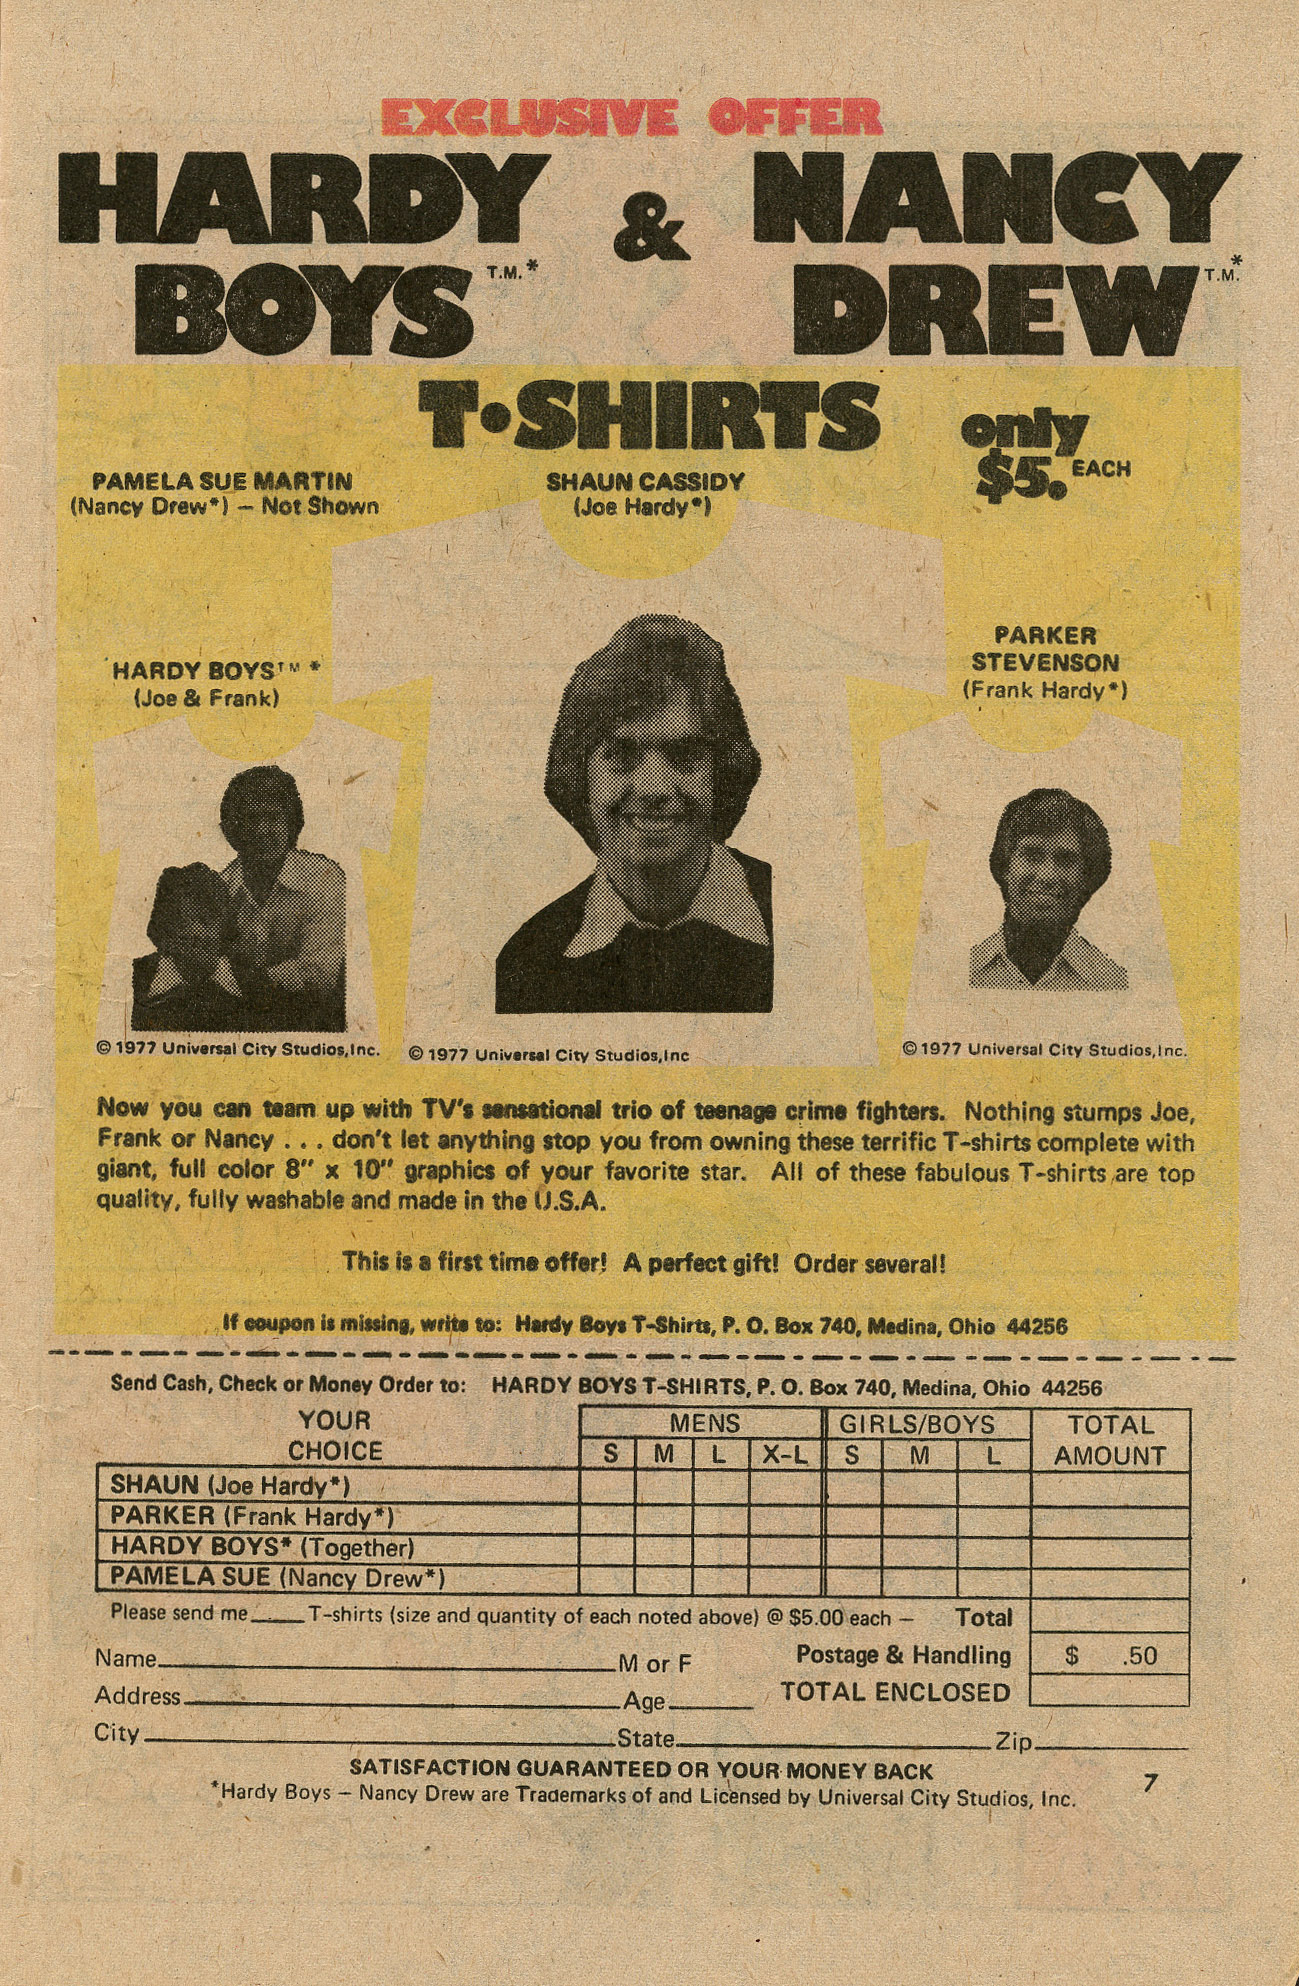 EXCLUSIVE OFFER
HARDY BOYS T.M.* & NANCY DREW T.M.*
T•SHIRTS
only $5. EACH
PAMELA SUE MARTIN
(Nancy Drew*) — Not Shown
SHAUN CASSIDY
(Joe Hardy*)
HARDY BOYS™ *
(Joe & Frank)
PARKER
STEVENSON
(Frank Hardy*)
© 1977 Universal City Studios,Inc.
© 1977 Universal City Studios,Inc
© 1977 Universal City Studios,Inc.
Now you can team up with TV's sensational trio of teenage crime fighters. Nothing stumps Joe,
Frank or Nancy . . . don't let anything stop you from owning these terrific T-shirts complete with
giant, full color 8" x 10" graphics of your favorite star. All of these fabulous T-shirts are top
quality, fully washable and made in the U.S.A.
This is a first time offer! A perfect gift! Order several!
If coupon is missing, write to: Hardy Boys T-Shirts, P. O. Box 740, Medina, Ohio 44256
Send Cash, Check or Money Order to: HARDY BOYS T-SHIRTS, P. O. Box 740, Medina, Ohio 44256
YOUR CHOICE
MENS GIRLS/BOYS TOTAL AMOUNT
S M L X-L S M L
SHAUN (Joe Hardy*)
PARKER (Frank Hardy*)
HARDY BOYS* (Together)
PAMELA SUE (Nancy Drew*)
Please send me____ T-shirts (size and quantity of each noted above) @ $5.00 each — Total
Name____ M or F Postage & Handling $ .50
Address____ Age____ TOTAL ENCLOSED
City____ State____ Zip____
SATISFACTION GUARANTEED OR YOUR MONEY BACK
*Hardy Boys — Nancy Drew are Trademarks of and Licensed by Universal City Studios, Inc.
7